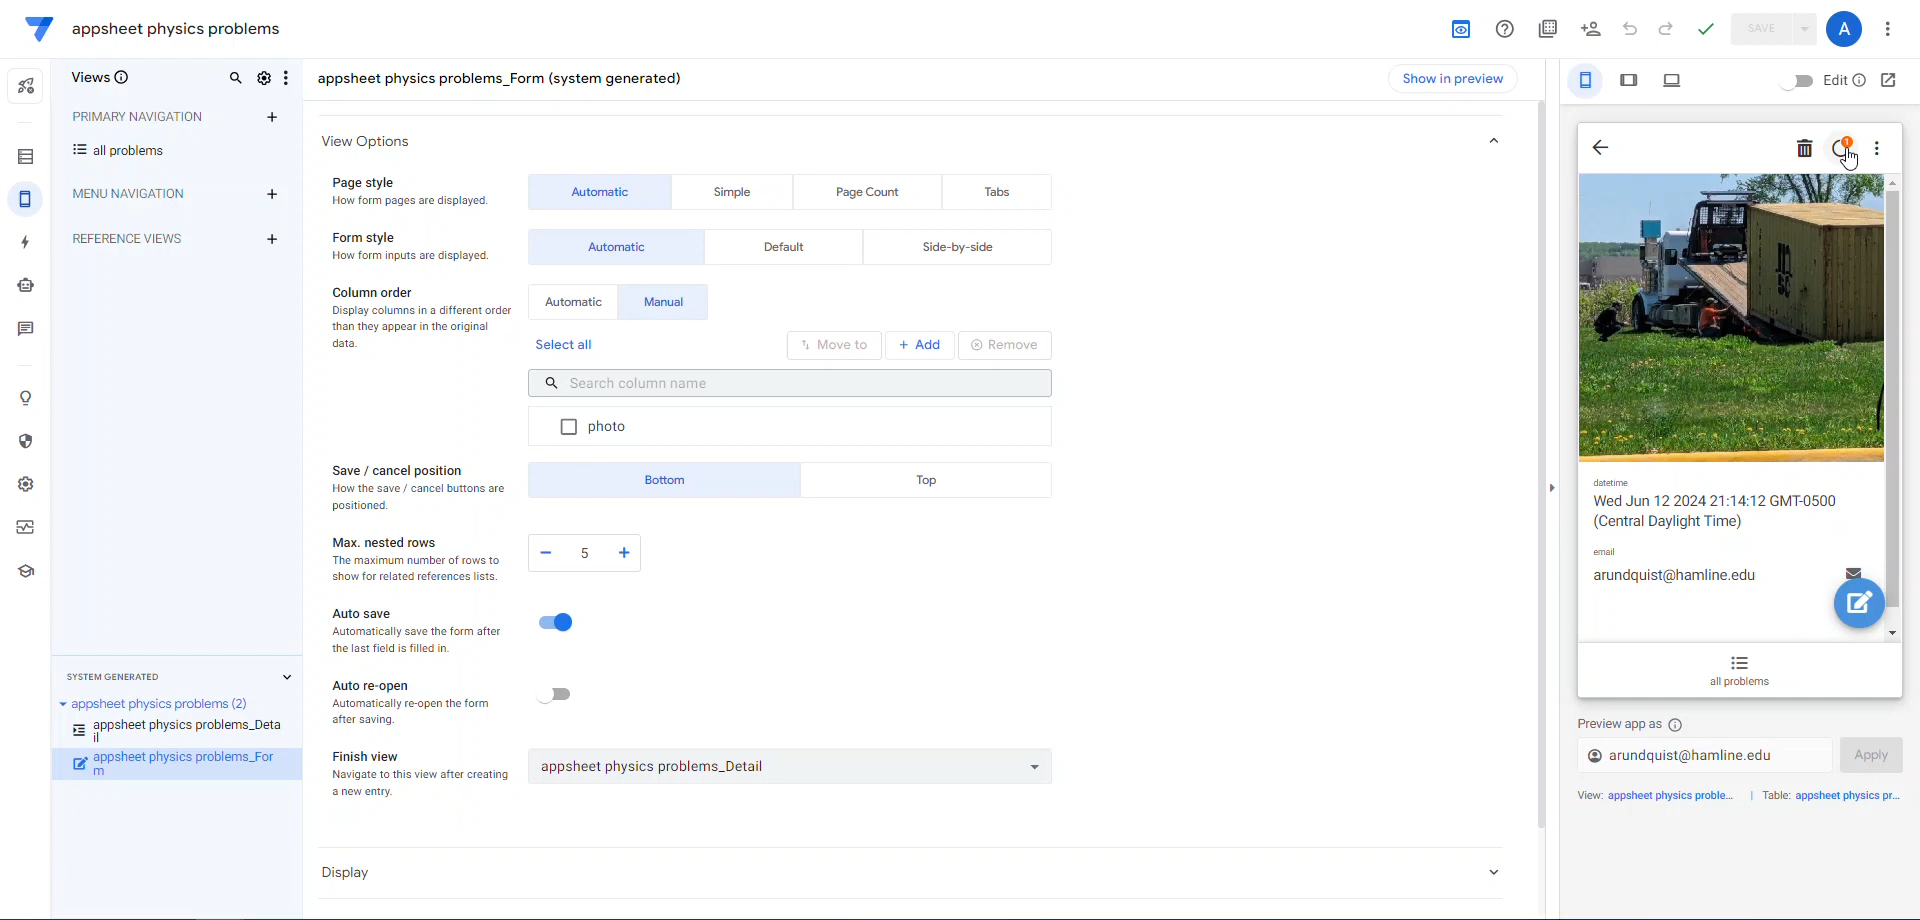 appsheet physics problems
SAVE
A
Views
appsheet physics problems_Form (system generated)
Show in preview
Edit
PRIMARY NAVIGATION
all problems
MENU NAVIGATION
REFERENCE VIEWS
View Options
Page style
How form pages are displayed.
Automatic
Simple
Page Count
Tabs
Form style
How form inputs are displayed.
Automatic
Default
Side-by-side
Column order
Display columns in a different order
than they appear in the original
data.
Automatic
Manual
Select all
Move to
+ Add
Remove
Search column name
photo
Save / cancel position
How the save / cancel buttons are
positioned.
Bottom
Top
Max. nested rows
The maximum number of rows to
show for related references lists.
5
Auto save
Automatically save the form after
the last field is filled in.
Auto re-open
Automatically re-open the form
after saving.
Finish view
Navigate to this view after creating
a new entry.
appsheet physics problems_Detail
Display
SYSTEM GENERATED
appsheet physics problems (2)
appsheet physics problems_Deta
il
appsheet physics problems_For
m
1
datetime
Wed Jun 12 2024 21:14:12 GMT-0500
(Central Daylight Time)
email
arundquist@hamline.edu
all problems
Preview app as
arundquist@hamline.edu
Apply
View: appsheet physics proble... | Table: appsheet physics pr...